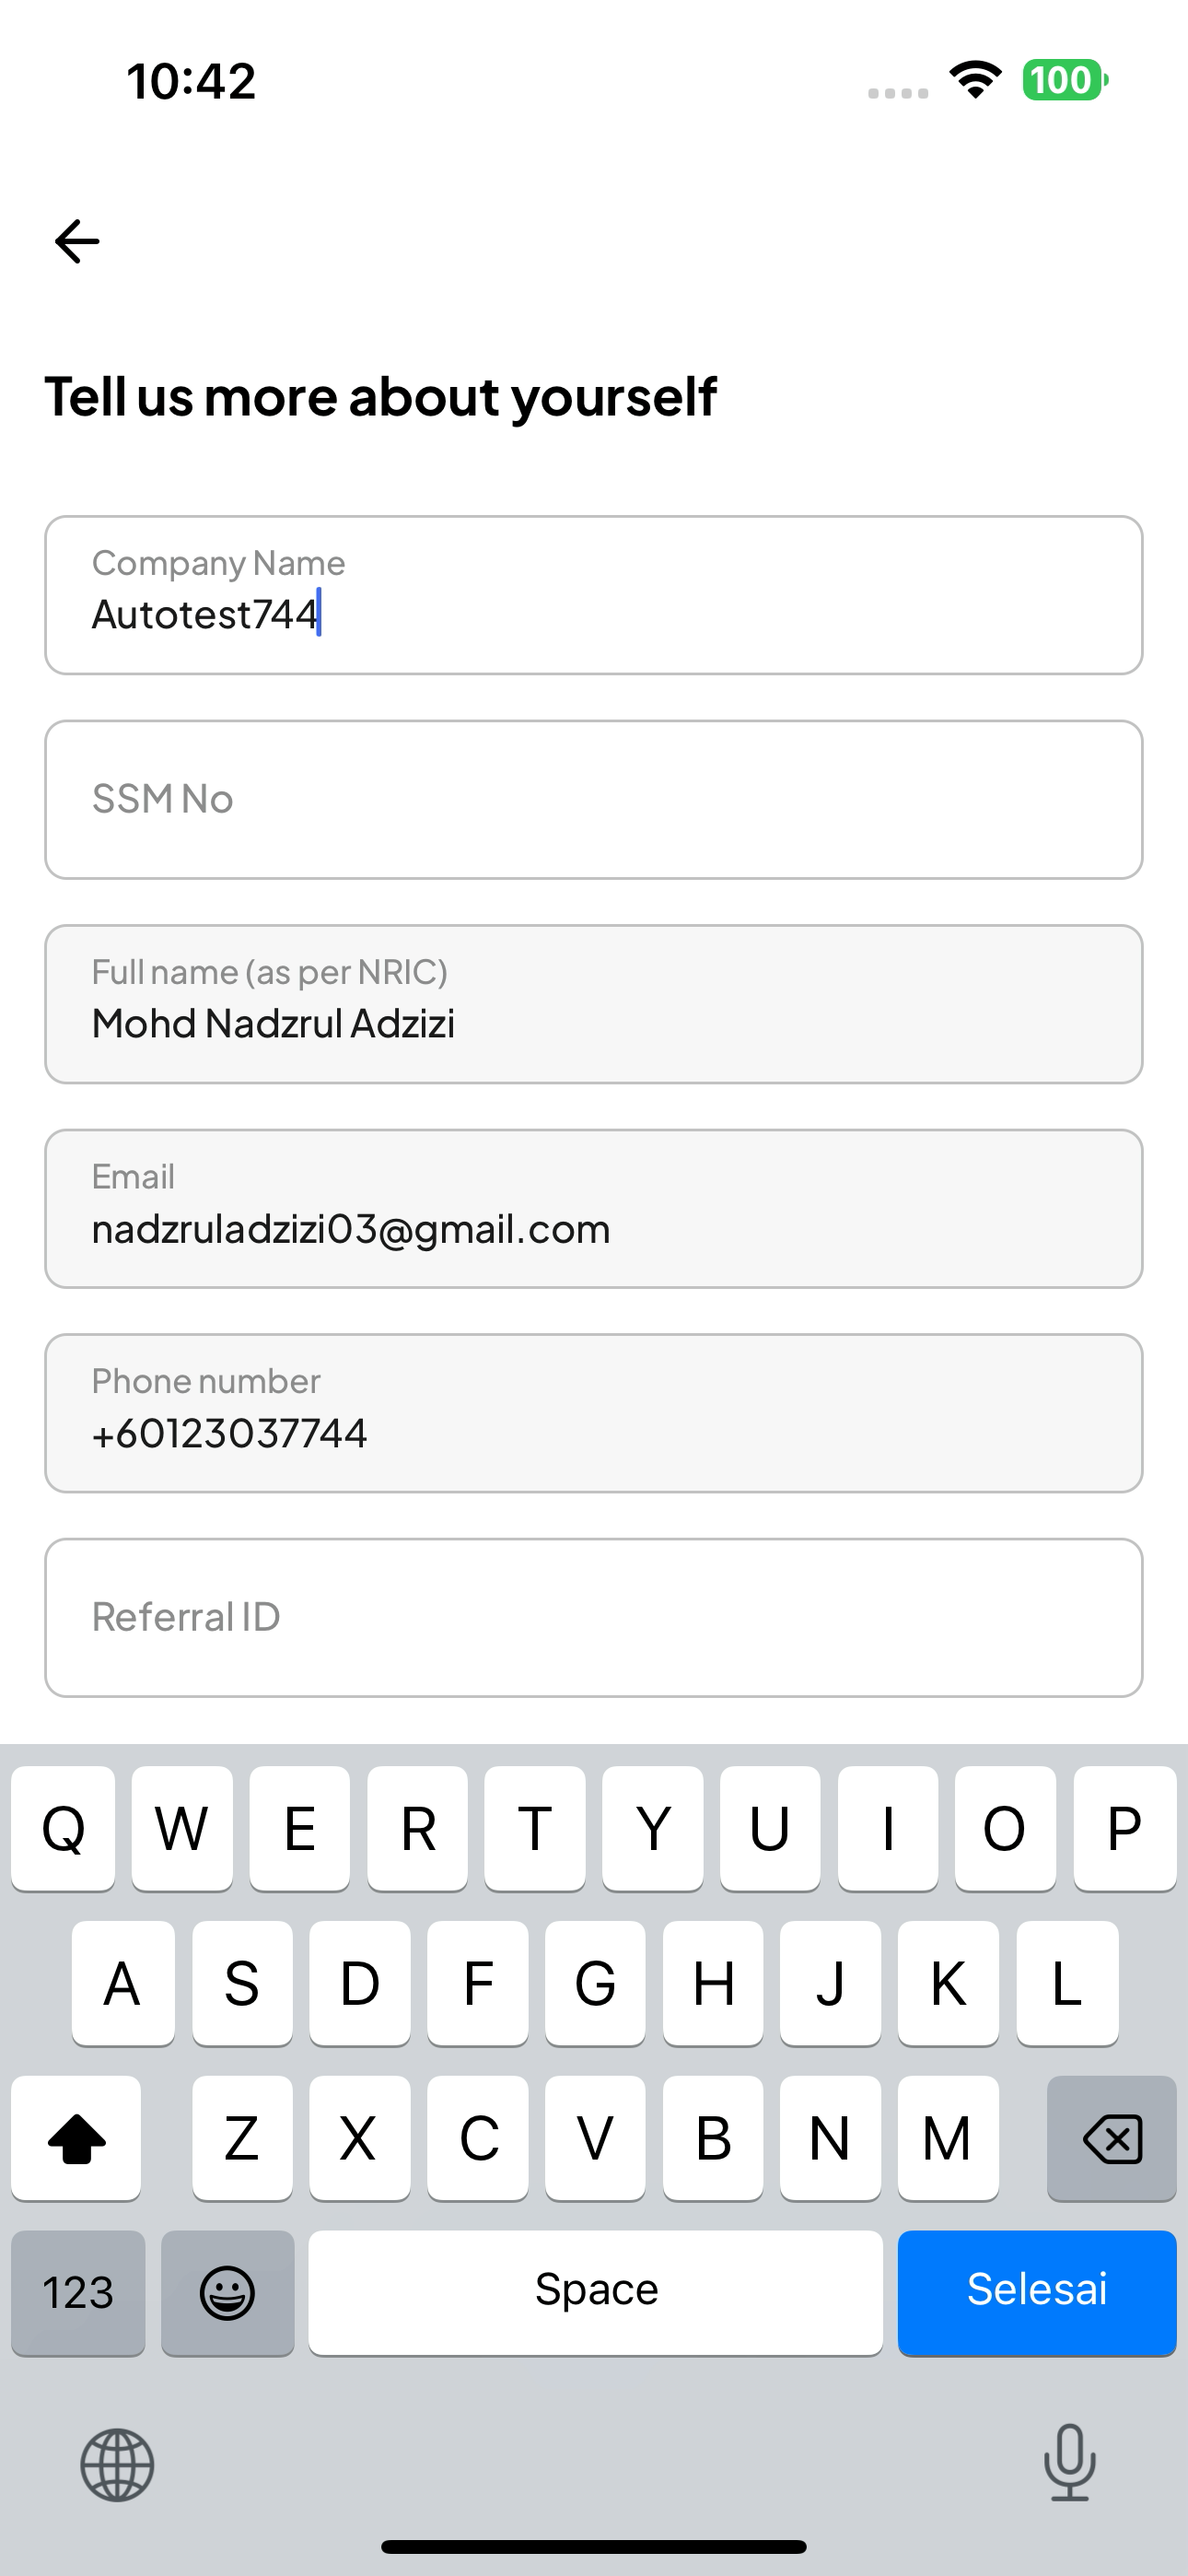 10:42
100
Tell us more about yourself
Company Name
Autotest744
SSM No
Full name (as per NRIC)
Mohd Nadzrul Adzizi
Email
nadzruladzizi03@gmail.com
Phone number
+60123037744
Referral ID
Q W E R T Y U I O P
A S D F G H J K L
Z X C V B N M
123 Space Selesai